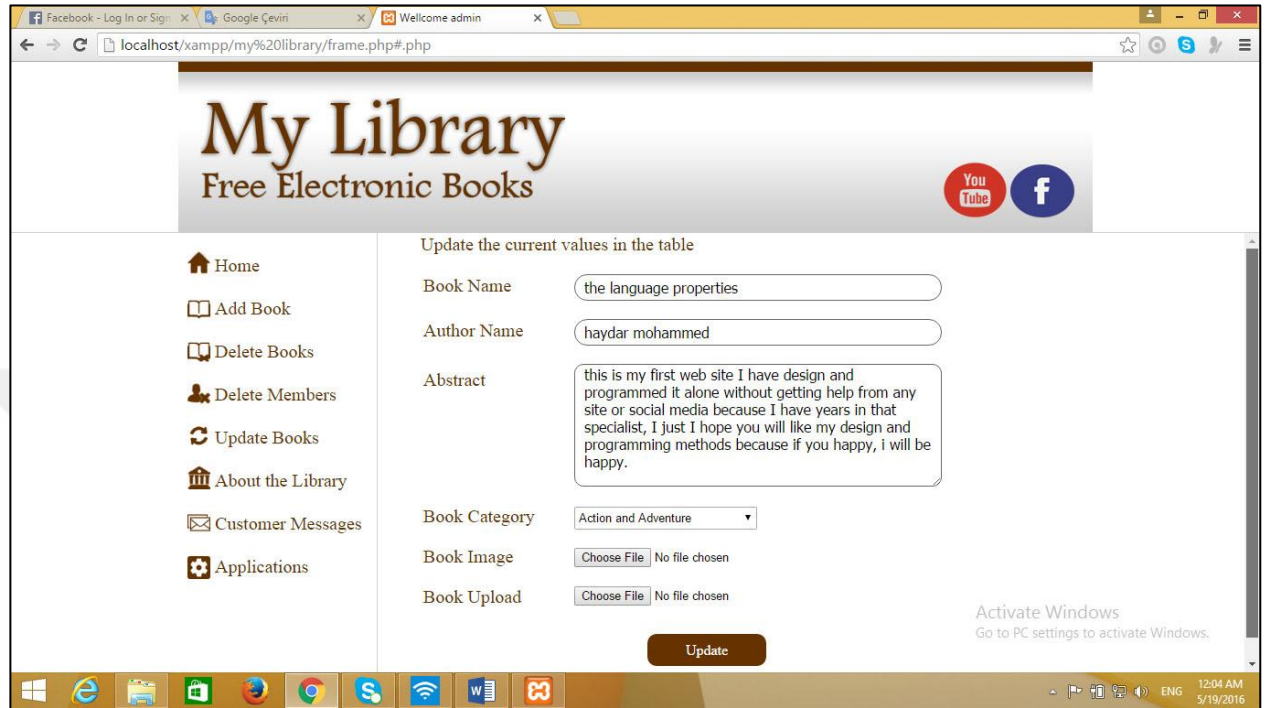 Facebook - Log In or Sign
Google Çeviri
Wellcome admin
localhost/xampp/my%20library/frame.php#.php
My Library
Free Electronic Books
You
Tube
f
Home
Add Book
Delete Books
Delete Members
Update Books
About the Library
Customer Messages
Applications
Update the current values in the table
Book Name
the language properties
Author Name
haydar mohammed
Abstract
this is my first web site I have design and
programmed it alone without getting help from any
site or social media because I have years in that
specialist, I just I hope you will like my design and
programming methods because if you happy, i will be
happy.
Book Category
Action and Adventure
Book Image
Choose File No file chosen
Book Upload
Choose File No file chosen
Update
Activate Windows
Go to PC settings to activate Windows.
ENG
12:04 AM
5/19/2016